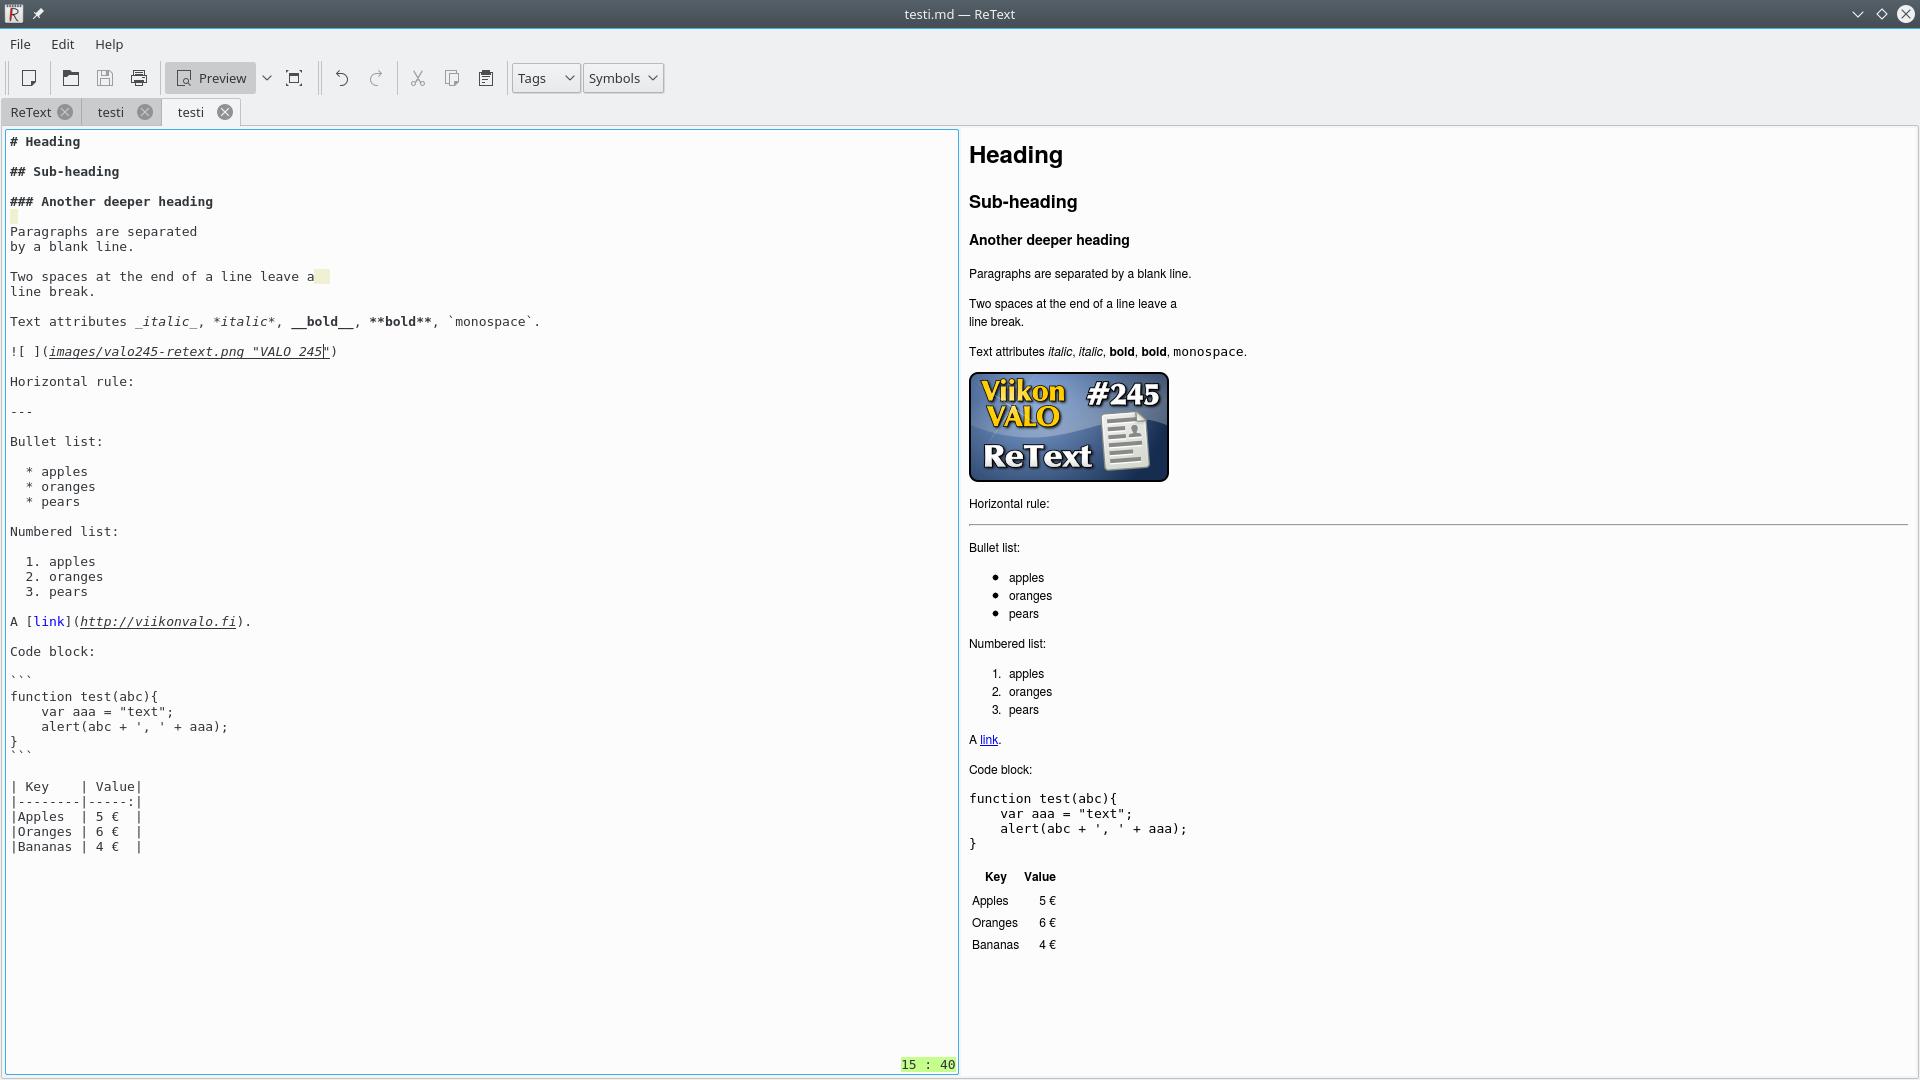 testi.md — ReText
File Edit Help
Preview Tags Symbols
ReText testi testi
# Heading
## Sub-heading
### Another deeper heading
Paragraphs are separated
by a blank line.
Two spaces at the end of a line leave a
line break.
Text attributes _italic_, *italic*, __bold__, **bold**, `monospace`.
![ ](images/valo245-retext.png "VALO 245")
Horizontal rule:
---
Bullet list:
* apples
* oranges
* pears
Numbered list:
1. apples
2. oranges
3. pears
A [link](http://viikonvalo.fi).
Code block:
```
function test(abc){
    var aaa = "text";
    alert(abc + ', ' + aaa);
}
```
| Key    | Value|
|--------|-----:|
|Apples  | 5 €  |
|Oranges | 6 €  |
|Bananas | 4 €  |
15 : 40
Heading
Sub-heading
Another deeper heading
Paragraphs are separated by a blank line.
Two spaces at the end of a line leave a
line break.
Text attributes italic, italic, bold, bold, monospace.
Viikon #245
VALO
ReText
Horizontal rule:
Bullet list:
• apples
• oranges
• pears
Numbered list:
1. apples
2. oranges
3. pears
A link.
Code block:
function test(abc){
    var aaa = "text";
    alert(abc + ', ' + aaa);
}
Key Value
Apples 5 €
Oranges 6 €
Bananas 4 €